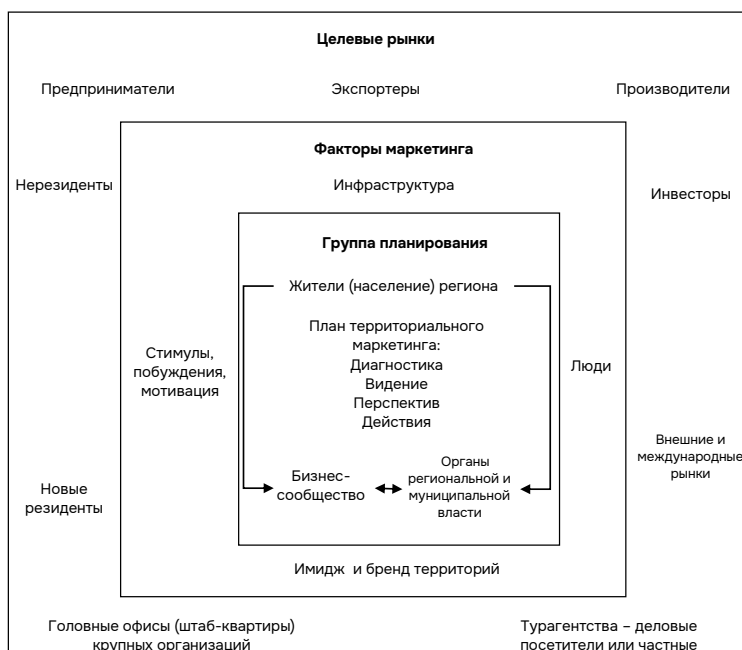 Целевые рынки
Предприниматели
Экспортеры
Производители
Факторы маркетинга
Нерезиденты
Инфраструктура
Инвесторы
Группа планирования
Жители (население) региона
План территориального
маркетинга:
Диагностика
Видение
Перспектив
Действия
Стимулы,
побуждения,
мотивация
Люди
Новые
резиденты
Бизнес-
сообщество
Органы
региональной и
муниципальной
власти
Внешние и
международные
рынки
Имидж и бренд территорий
Головные офисы (штаб-квартиры)
крупных организаций
Турагентства – деловые
посетители или частные